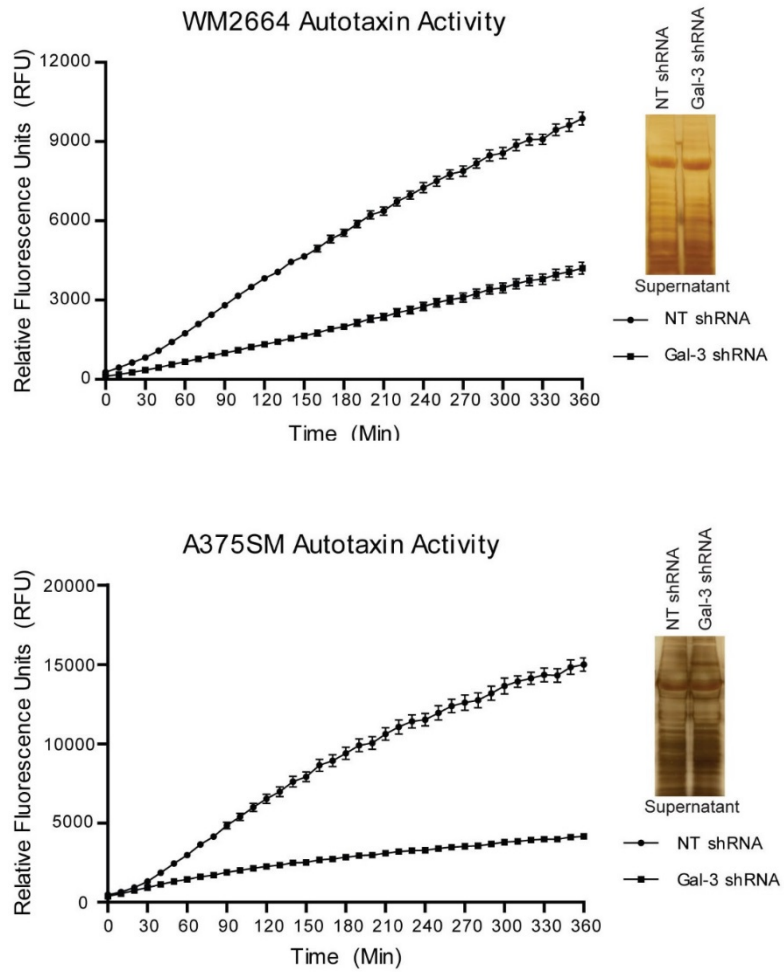 WM2664 Autotaxin Activity
Relative Fluorescence Units (RFU)
12000
9000
6000
3000
0
0 30 60 90 120 150 180 210 240 270 300 330 360
Time (Min)
NT shRNA
Gal-3 shRNA
Supernatant
NT shRNA
Gal-3 shRNA
A375SM Autotaxin Activity
Relative Fluorescence Units (RFU)
20000
15000
10000
5000
0
0 30 60 90 120 150 180 210 240 270 300 330 360
Time (Min)
NT shRNA
Gal-3 shRNA
Supernatant
NT shRNA
Gal-3 shRNA